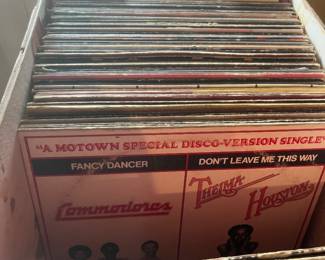 "A MOTOWN SPECIAL DISCO-VERSION SINGLE"
FANCY DANCER
DON'T LEAVE ME THIS WAY
Commodores
Thelma
Houston